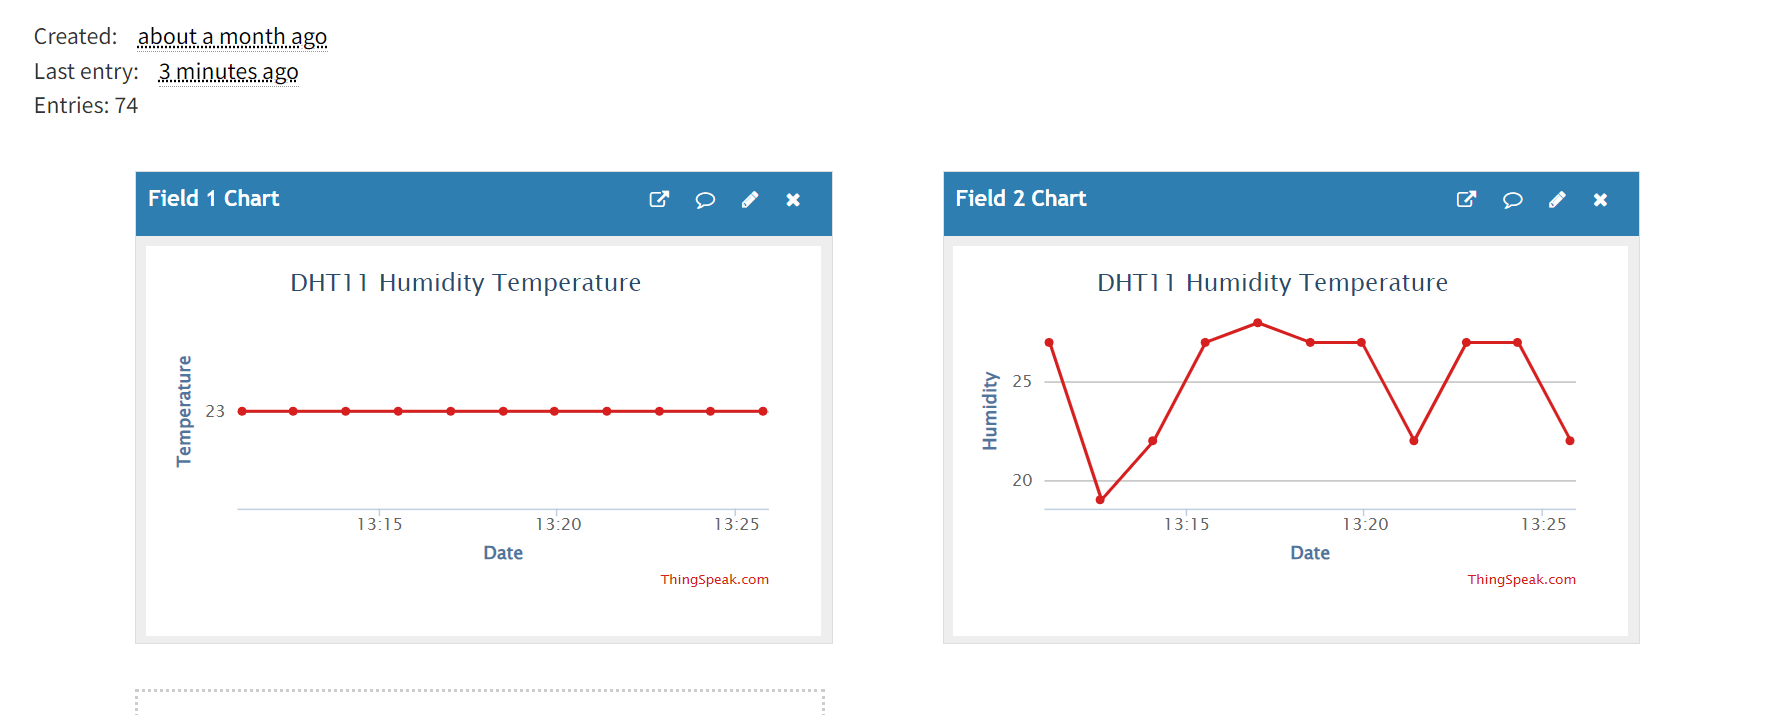 Created: about a month ago
Last entry: 3 minutes ago
Entries: 74
Field 1 Chart
DHT11 Humidity Temperature
Temperature
23
13:15 13:20 13:25
Date
ThingSpeak.com
Field 2 Chart
DHT11 Humidity Temperature
Humidity
25
20
13:15 13:20 13:25
Date
ThingSpeak.com